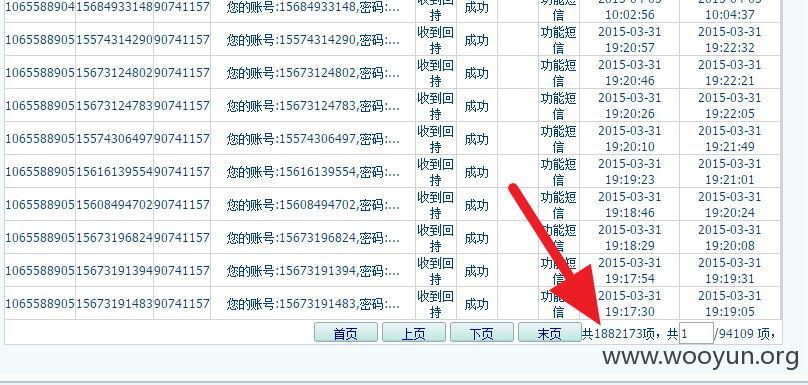 1065588904 15684933148 90741157 您的账号:15684933148,密码:... 收到回持 成功 2015-04-03 10:02:56 2015-04-03 10:04:37
1065588905 15574314290 90741157 您的账号:15574314290,密码:... 收到回持 成功 功能短信 2015-03-31 19:20:57 2015-03-31 19:22:32
1065588905 15673124802 90741157 您的账号:15673124802,密码:... 收到回持 成功 功能短信 2015-03-31 19:20:46 2015-03-31 19:22:21
1065588905 15673124783 90741157 您的账号:15673124783,密码:... 收到回持 成功 功能短信 2015-03-31 19:20:26 2015-03-31 19:22:05
1065588905 15574306497 90741157 您的账号:15574306497,密码:... 收到回持 成功 功能短信 2015-03-31 19:20:10 2015-03-31 19:21:49
1065588905 15616139554 90741157 您的账号:15616139554,密码:... 收到回持 成功 功能短信 2015-03-31 19:19:23 2015-03-31 19:21:01
1065588905 15608494702 90741157 您的账号:15608494702,密码:... 收到回持 成功 功能短信 2015-03-31 19:18:46 2015-03-31 19:20:24
1065588905 15673196824 90741157 您的账号:15673196824,密码:... 收到回持 成功 功能短信 2015-03-31 19:18:29 2015-03-31 19:20:08
1065588905 15673191394 90741157 您的账号:15673191394,密码:... 收到回持 成功 功能短信 2015-03-31 19:17:54 2015-03-31 19:19:31
1065588905 15673191483 90741157 您的账号:15673191483,密码:... 收到回持 成功 功能短信 2015-03-31 19:17:30 2015-03-31 19:19:05
首页 上页 下页 末页 共1882173项，共 1 /94109 项，
www.wooyun.org